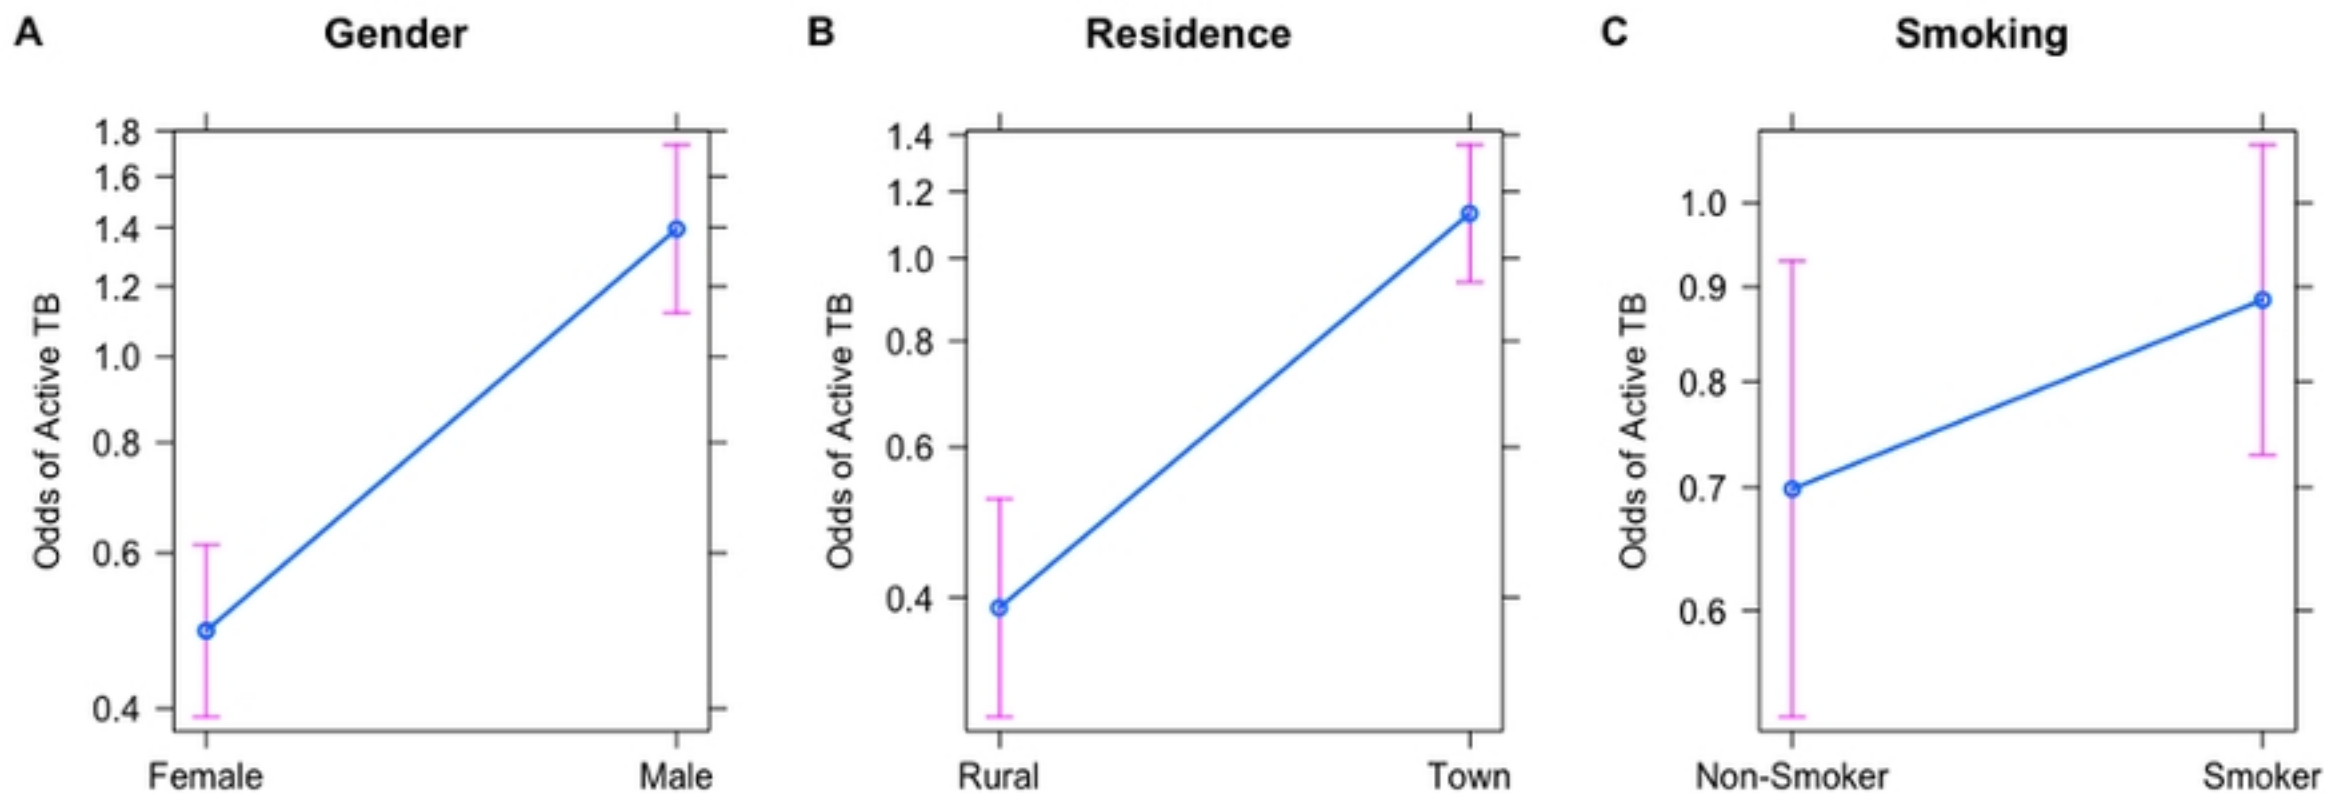 A Gender
Odds of Active TB
1.8
1.6
1.4
1.2
1.0
0.8
0.6
0.4
Female Male
B Residence
Odds of Active TB
1.4
1.2
1.0
0.8
0.6
0.4
Rural Town
C Smoking
Odds of Active TB
1.0
0.9
0.8
0.7
0.6
Non-Smoker Smoker